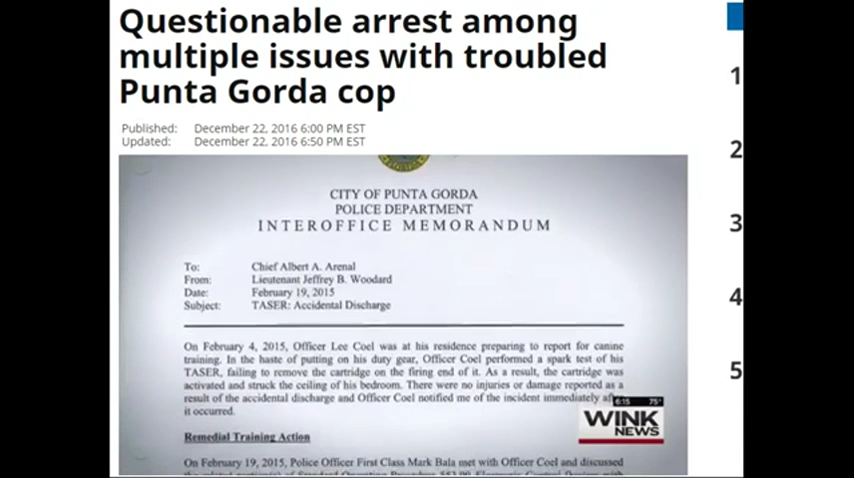 Questionable arrest among
multiple issues with troubled
Punta Gorda cop
Published: December 22, 2016 6:00 PM EST
Updated: December 22, 2016 6:50 PM EST
CITY OF PUNTA GORDA
POLICE DEPARTMENT
INTEROFFICE MEMORANDUM
To: Chief Albert A. Arenal
From: Lieutenant Jeffrey B. Woodard
Date: February 19, 2015
Subject: TASER: Accidental Discharge
On February 4, 2015, Officer Lee Coel was at his residence preparing to report for canine
training. In the haste of putting on his duty gear, Officer Coel performed a spark test of his
TASER, failing to remove the cartridge on the firing end of it. As a result, the cartridge was
activated and struck the ceiling of his bedroom. There were no injuries or damage reported as a
result of the accidental discharge and Officer Coel notified me of the incident immediately
it occurred.
6:15 75°
WINK
NEWS
Remedial Training Action
On February 19, 2015, Police Officer First Class Mark Bala met with Officer Coel and discussed
1
2
3
4
5